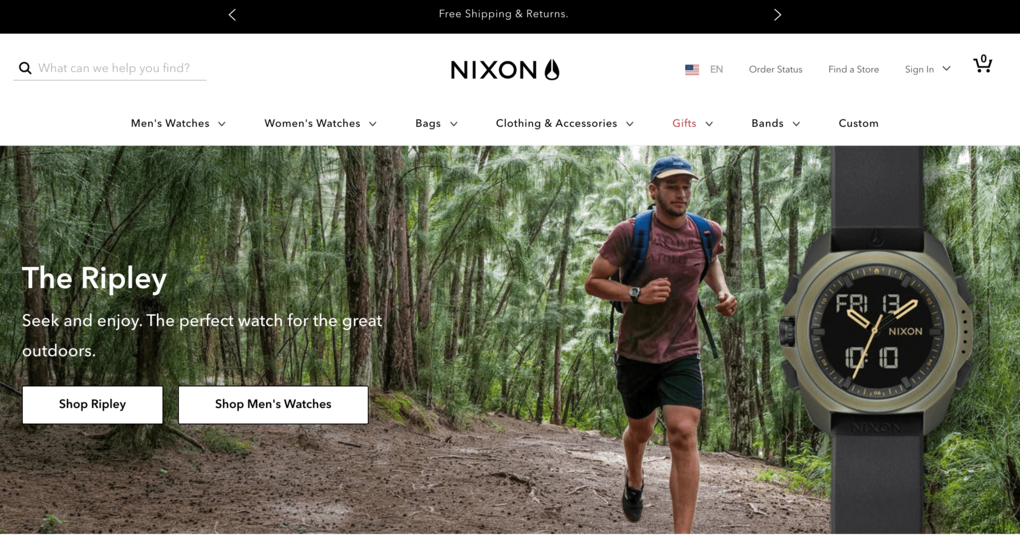 Free Shipping & Returns.
What can we help you find?
NIXON
EN
Order Status
Find a Store
Sign In
0
Men's Watches
Women's Watches
Bags
Clothing & Accessories
Gifts
Bands
Custom
The Ripley
Seek and enjoy. The perfect watch for the great
outdoors.
Shop Ripley
Shop Men's Watches
FRI 13
NIXON
10:10
NIXON